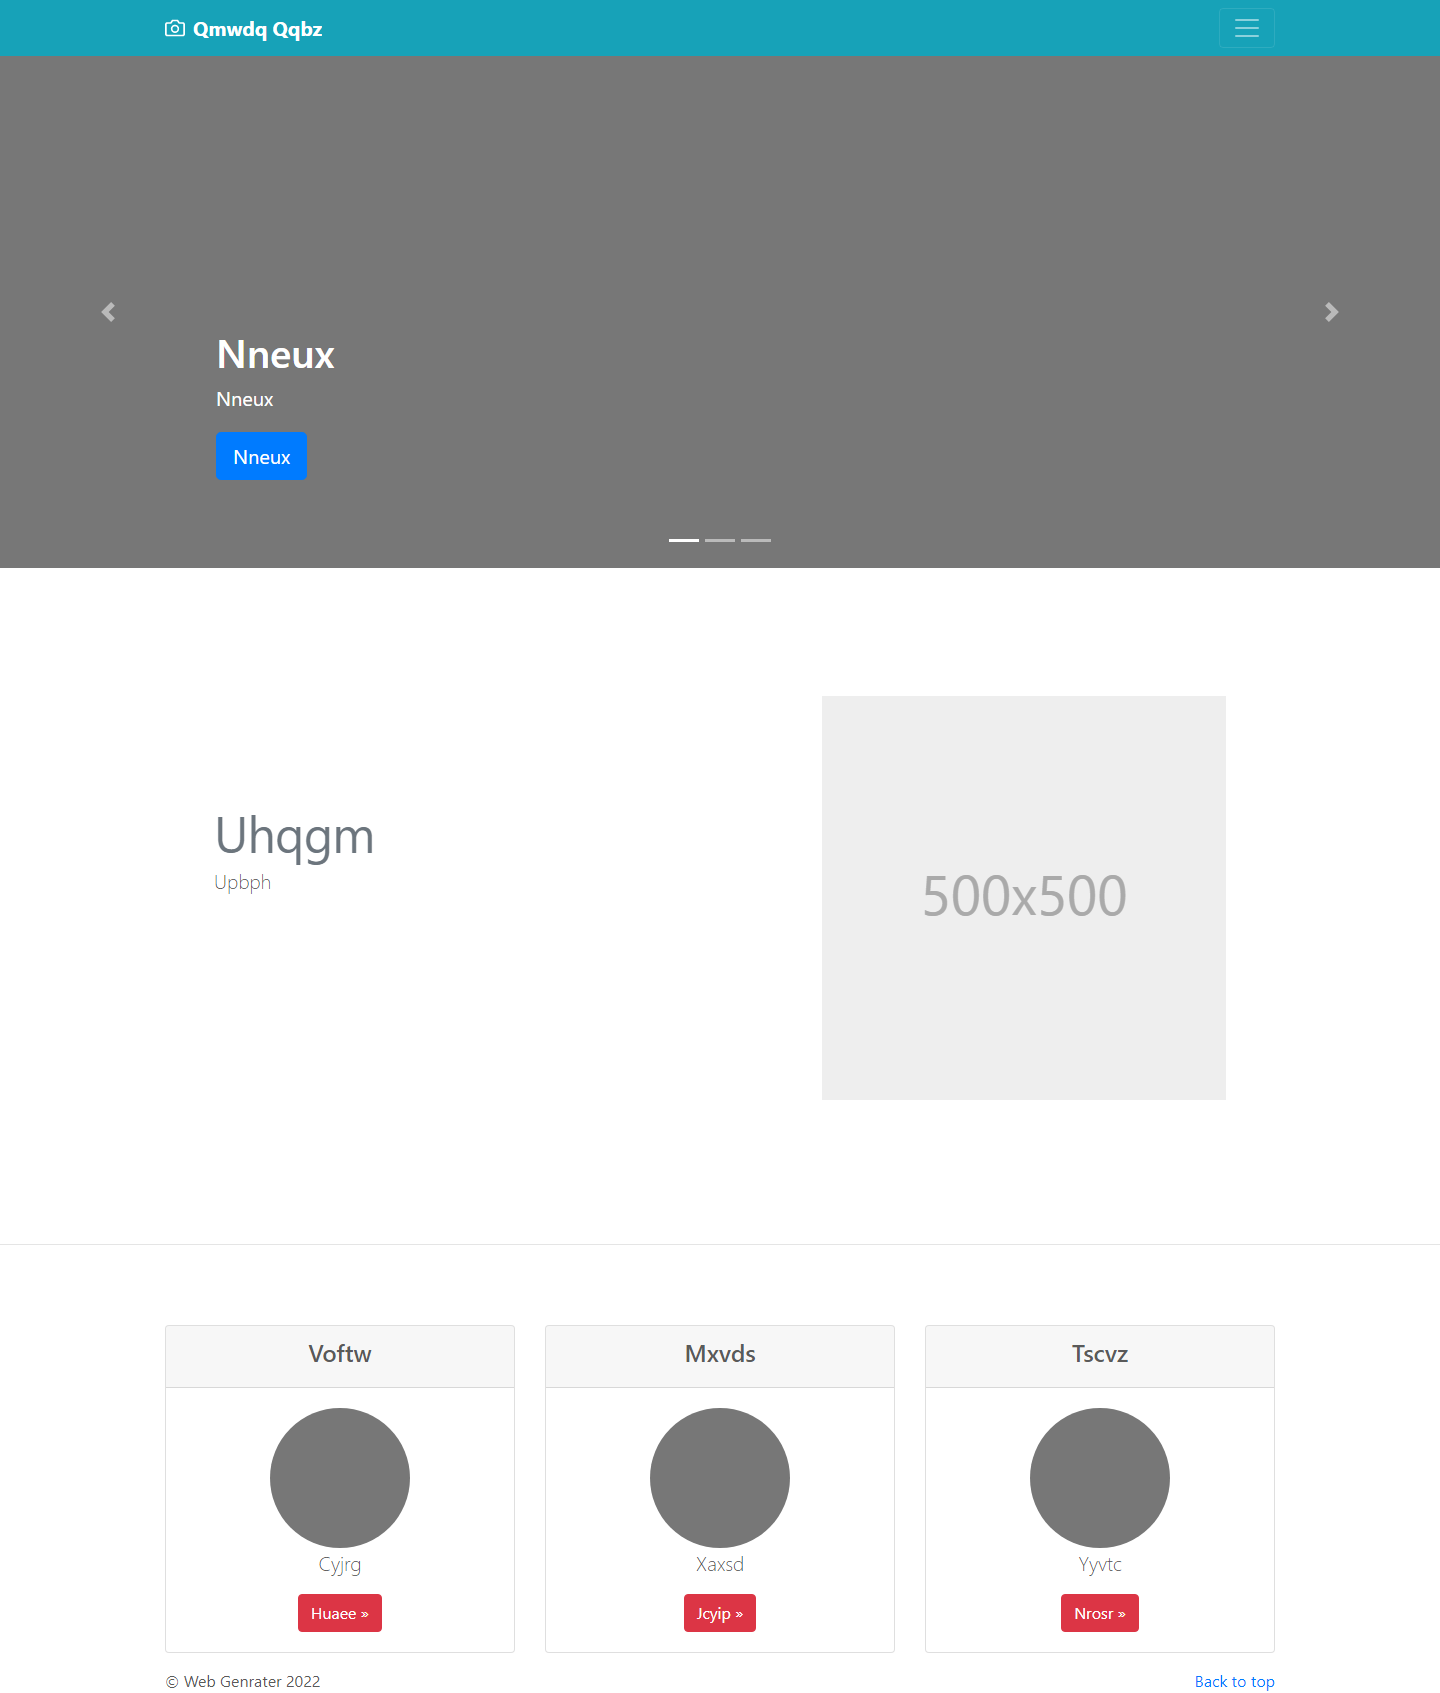 Qmwdq Qqbz
Nneux
Nneux
Nneux
Uhqgm
Upbph
500x500
Voftw
Mxvds
Tscvz
Cyjrg
Xaxsd
Yyvtc
Huaee »
Jcyip »
Nrosr »
© Web Genrater 2022
Back to top